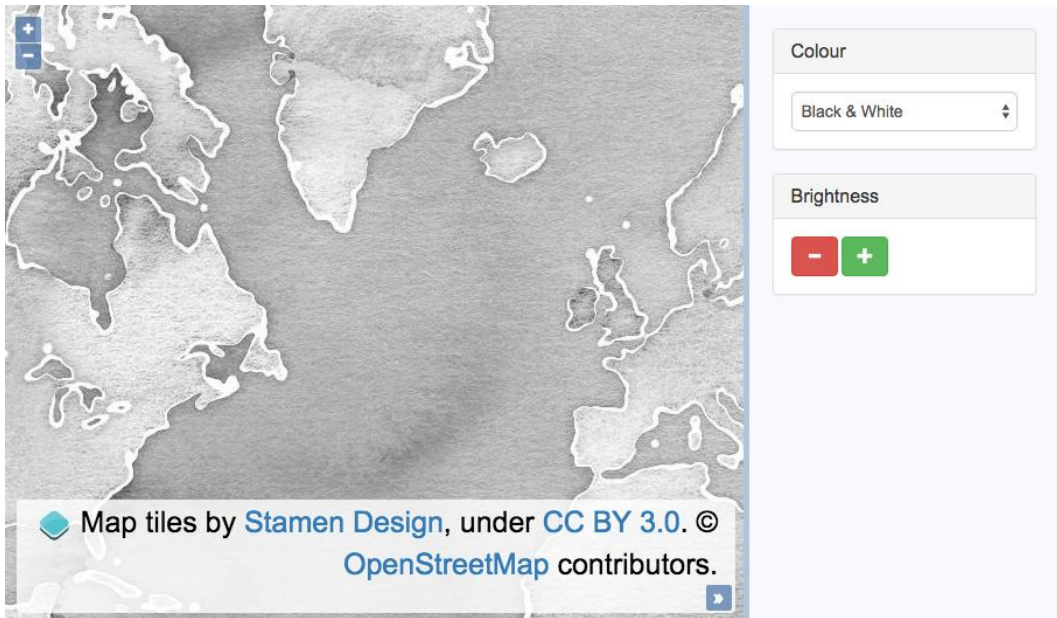 +
−
Map tiles by Stamen Design, under CC BY 3.0. ©
OpenStreetMap contributors.
»
Colour
Black & White
Brightness
− +